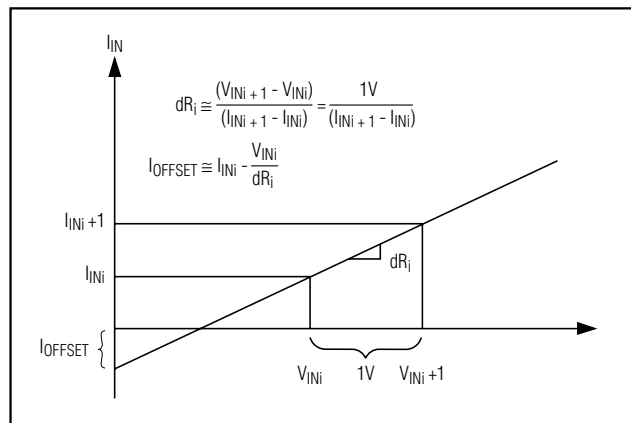 I_IN
dR_i ≅ (V_INi + 1 - V_INi) / (I_INi + 1 - I_INi) = 1V / (I_INi + 1 - I_INi)
I_OFFSET ≅ I_INi - V_INi / dR_i
I_INi + 1
dR_i
I_INi
I_OFFSET
V_INi 1V V_INi + 1